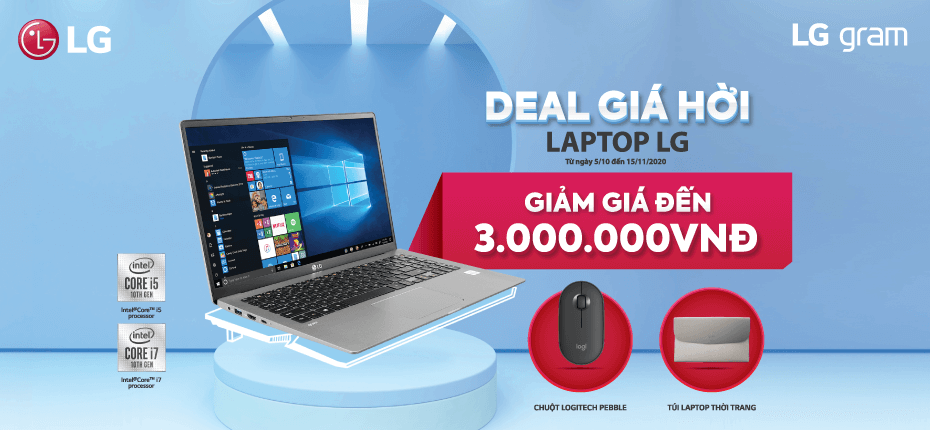 LG
LG gram
DEAL GIÁ HỜI
LAPTOP LG
Từ ngày 5/10 đến 15/11/2020
GIẢM GIÁ ĐẾN
3.000.000VNĐ
intel
CORE i5
10TH GEN
Intel®Core™ i5
processor
intel
CORE i7
10TH GEN
Intel®Core™ i7
processor
LG
logi
CHUỘT LOGITECH PEBBLE
TÚI LAPTOP THỜI TRANG